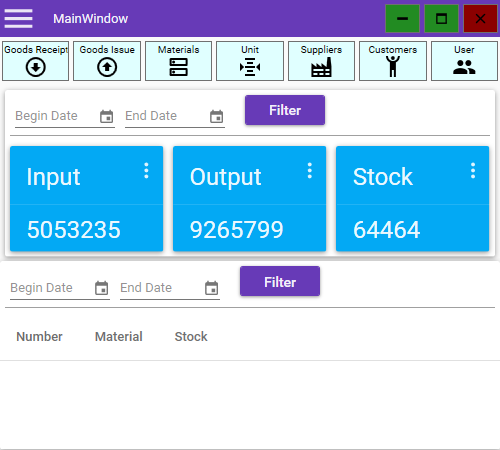 MainWindow
Goods Receipt Goods Issue Materials Unit Suppliers Customers User
Begin Date End Date Filter
Input Output Stock
5053235 9265799 64464
Begin Date End Date Filter
Number Material Stock